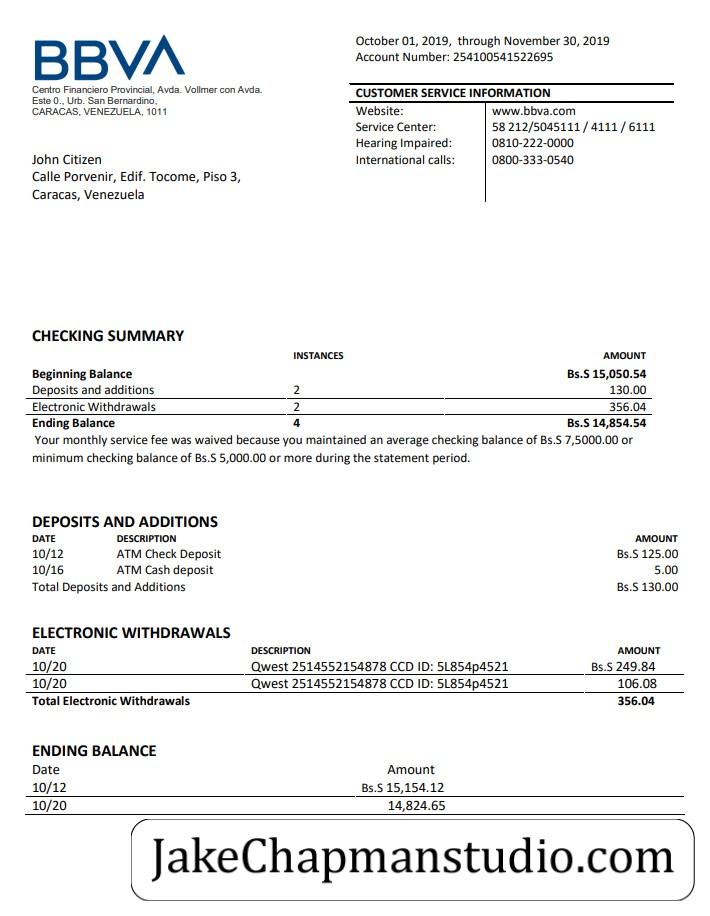 BBVA
Centro Financiero Provincial, Avda. Vollmer con Avda.
Este 0., Urb. San Bernardino,
CARACAS, VENEZUELA, 1011
October 01, 2019, through November 30, 2019
Account Number: 254100541522695
CUSTOMER SERVICE INFORMATION
Website: www.bbva.com
Service Center: 58 212/5045111 / 4111 / 6111
Hearing Impaired: 0810-222-0000
International calls: 0800-333-0540
John Citizen
Calle Porvenir, Edif. Tocome, Piso 3,
Caracas, Venezuela
CHECKING SUMMARY
INSTANCES AMOUNT
Beginning Balance Bs.S 15,050.54
Deposits and additions 2 130.00
Electronic Withdrawals 2 356.04
Ending Balance 4 Bs.S 14,854.54
Your monthly service fee was waived because you maintained an average checking balance of Bs.S 7,5000.00 or
minimum checking balance of Bs.S 5,000.00 or more during the statement period.
DEPOSITS AND ADDITIONS
DATE DESCRIPTION AMOUNT
10/12 ATM Check Deposit Bs.S 125.00
10/16 ATM Cash deposit 5.00
Total Deposits and Additions Bs.S 130.00
ELECTRONIC WITHDRAWALS
DATE DESCRIPTION AMOUNT
10/20 Qwest 2514552154878 CCD ID: 5L854p4521 Bs.S 249.84
10/20 Qwest 2514552154878 CCD ID: 5L854p4521 106.08
Total Electronic Withdrawals 356.04
ENDING BALANCE
Date Amount
10/12 Bs.S 15,154.12
10/20 14,824.65
JakeChapmanstudio.com